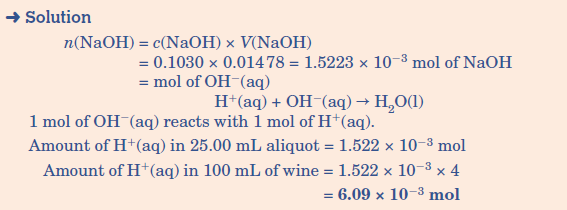 ➜ Solution
n(NaOH) = c(NaOH) × V(NaOH)
= 0.1030 × 0.01478 = 1.5223 × 10⁻³ mol of NaOH
= mol of OH⁻(aq)
H⁺(aq) + OH⁻(aq) → H₂O(l)
1 mol of OH⁻(aq) reacts with 1 mol of H⁺(aq).
Amount of H⁺(aq) in 25.00 mL aliquot = 1.522 × 10⁻³ mol
Amount of H⁺(aq) in 100 mL of wine = 1.522 × 10⁻³ × 4
= 6.09 × 10⁻³ mol